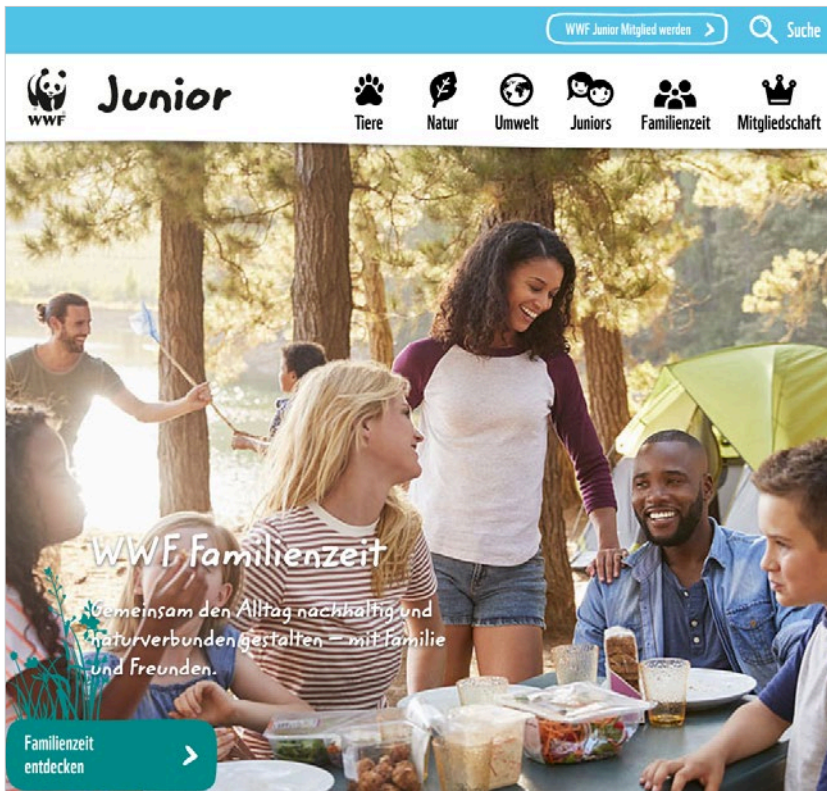 WWF Junior Mitglied werden
Suche
WWF
Junior
Tiere
Natur
Umwelt
Juniors
Familienzeit
Mitgliedschaft
WWF Familienzeit
Gemeinsam den Alltag nachhaltig und
naturverbunden gestalten – mit Familie
und Freunden.
Familienzeit
entdecken